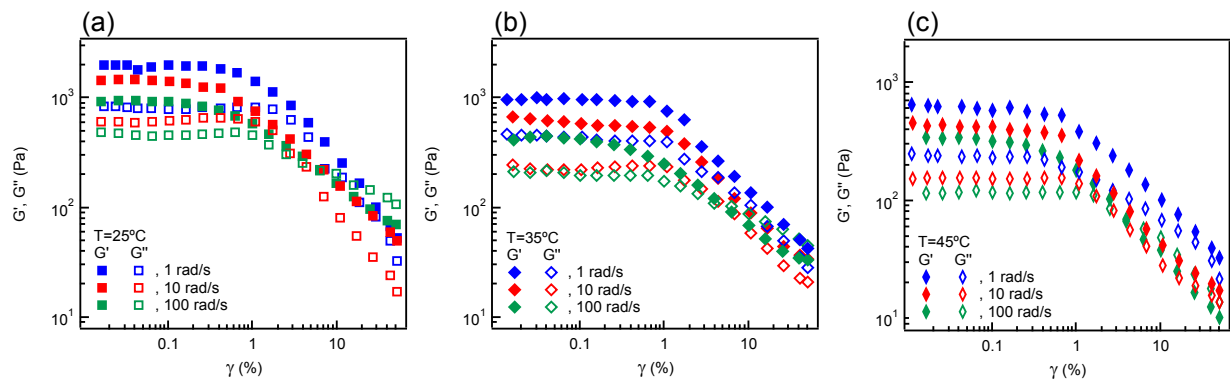 (a)
G', G'' (Pa)
10³
10²
10¹
T=25ºC
G' G''
, 1 rad/s
, 10 rad/s
, 100 rad/s
0.1 1 10
γ (%)
(b)
G', G'' (Pa)
10³
10²
10¹
T=35ºC
G' G''
, 1 rad/s
, 10 rad/s
, 100 rad/s
0.1 1 10
γ (%)
(c)
G', G'' (Pa)
10³
10²
10¹
T=45ºC
G' G''
, 1 rad/s
, 10 rad/s
, 100 rad/s
0.1 1 10
γ (%)